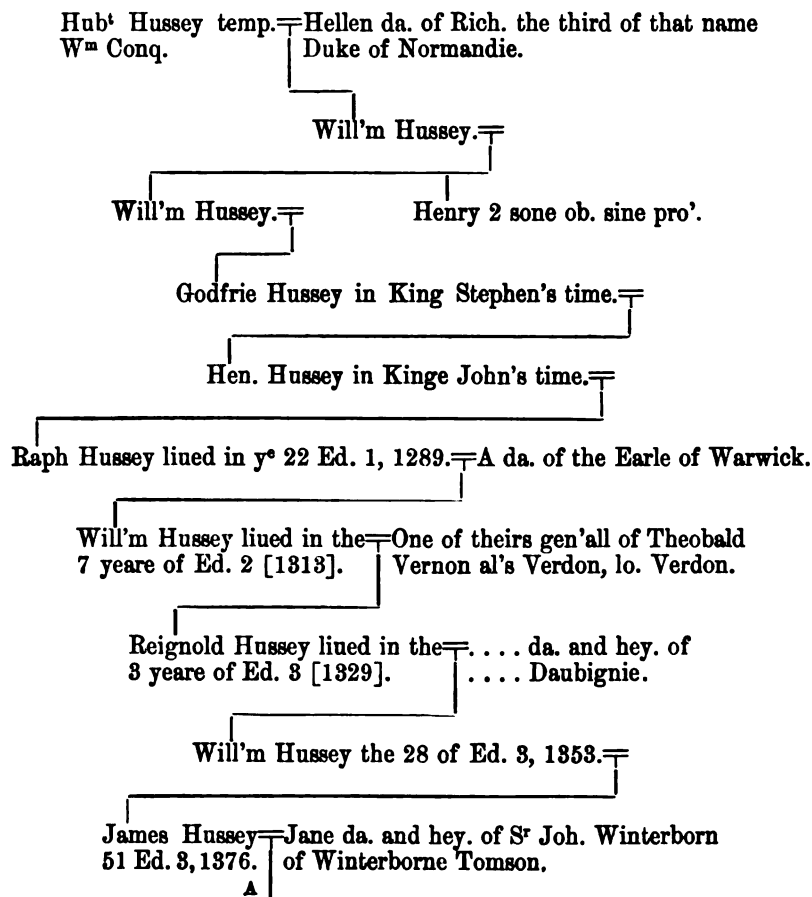 Hubᵗ Hussey temp. Hellen da. of Rich. the third of that name
Wᵐ Conq. Duke of Normandie.
Will'm Hussey.
Will'm Hussey. Henry 2 sone ob. sine pro'.
Godfrie Hussey in King Stephen's time.
Hen. Hussey in Kinge John's time.
Raph Hussey liued in yᵉ 22 Ed. 1, 1289. A da. of the Earle of Warwick.
Will'm Hussey liued in the One of theirs gen'all of Theobald
7 yeare of Ed. 2 [1313]. Vernon al's Verdon, lo. Verdon.
Reignold Hussey liued in the . . . . da. and hey. of
3 yeare of Ed. 3 [1329]. . . . . Daubignie.
Will'm Hussey the 28 of Ed. 3, 1353.
James Hussey Jane da. and hey. of Sʳ Joh. Winterborn
51 Ed. 3, 1376. of Winterborne Tomson.
A